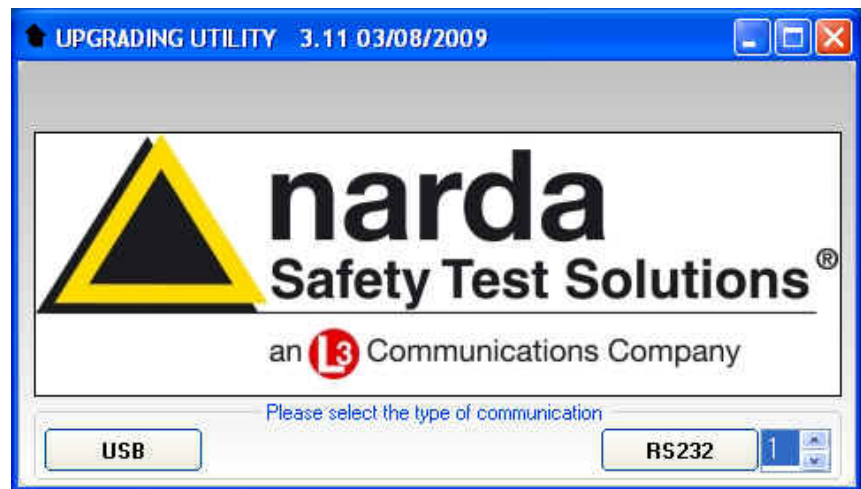 UPGRADING UTILITY 3.11 03/08/2009
narda
Safety Test Solutions®
an L3 Communications Company
Please select the type of communication
USB RS232 1